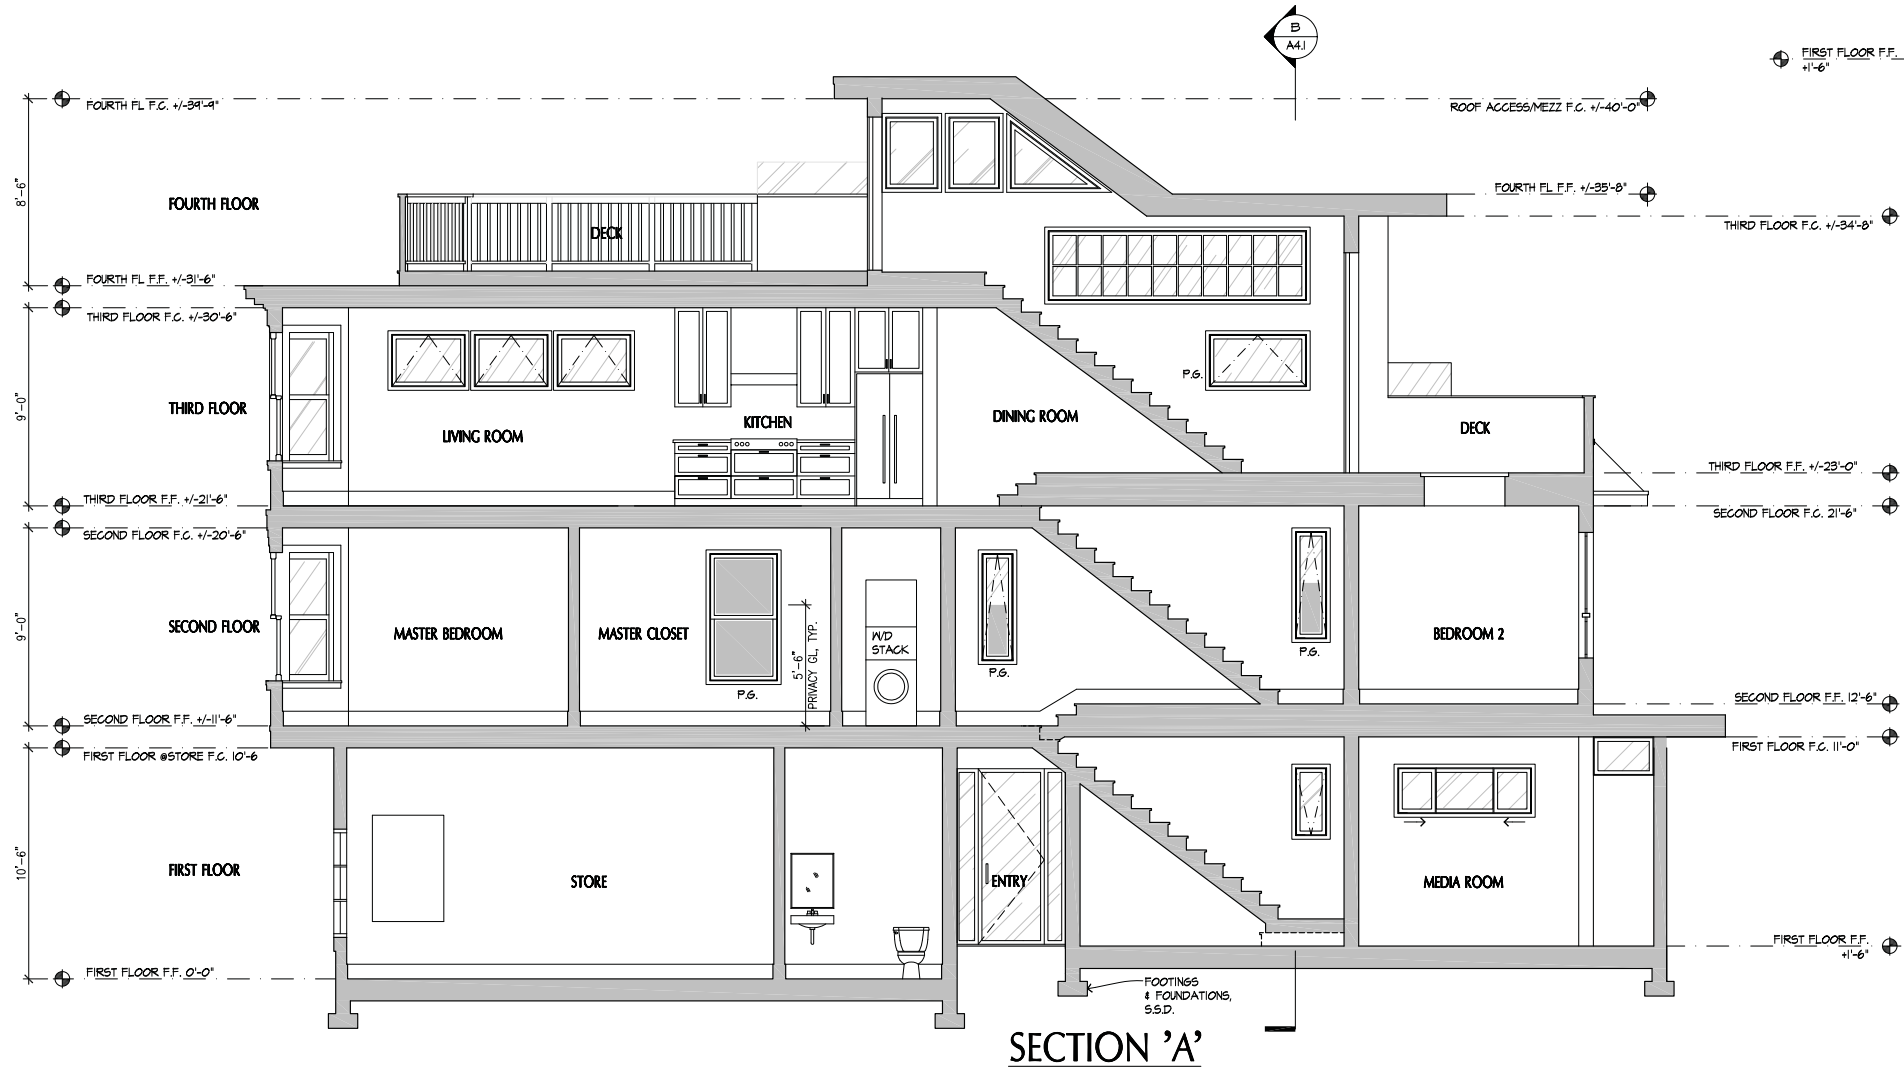 B
A4.1
FIRST FLOOR F.F.
+1'-6"
FOURTH FL F.C. +/-39'-9"
ROOF ACCESS/MEZZ F.C. +/-40'-0"
8'-6"
FOURTH FLOOR
DECK
FOURTH FL F.F. +/-35'-8"
THIRD FLOOR F.C. +/-34'-8"
FOURTH FL F.F. +/-31'-6"
THIRD FLOOR F.C. +/-30'-6"
9'-0"
THIRD FLOOR
LIVING ROOM
KITCHEN
DINING ROOM
P.G.
DECK
THIRD FLOOR F.F. +/-23'-0"
THIRD FLOOR F.F. +/-21'-6"
SECOND FLOOR F.C. 21'-6"
SECOND FLOOR F.C. +/-20'-6"
9'-0"
SECOND FLOOR
MASTER BEDROOM
MASTER CLOSET
P.G.
5'-6"
PRIVACY GL, TYP.
W/D
STACK
P.G.
P.G.
BEDROOM 2
SECOND FLOOR F.F. +/-11'-6"
SECOND FLOOR F.F. 12'-6"
FIRST FLOOR @STORE F.C. 10'-6
FIRST FLOOR F.C. 11'-0"
10'-6"
FIRST FLOOR
STORE
ENTRY
MEDIA ROOM
FIRST FLOOR F.F. 0'-0"
FIRST FLOOR F.F.
+1'-6"
FOOTINGS
& FOUNDATIONS,
S.S.D.
SECTION 'A'